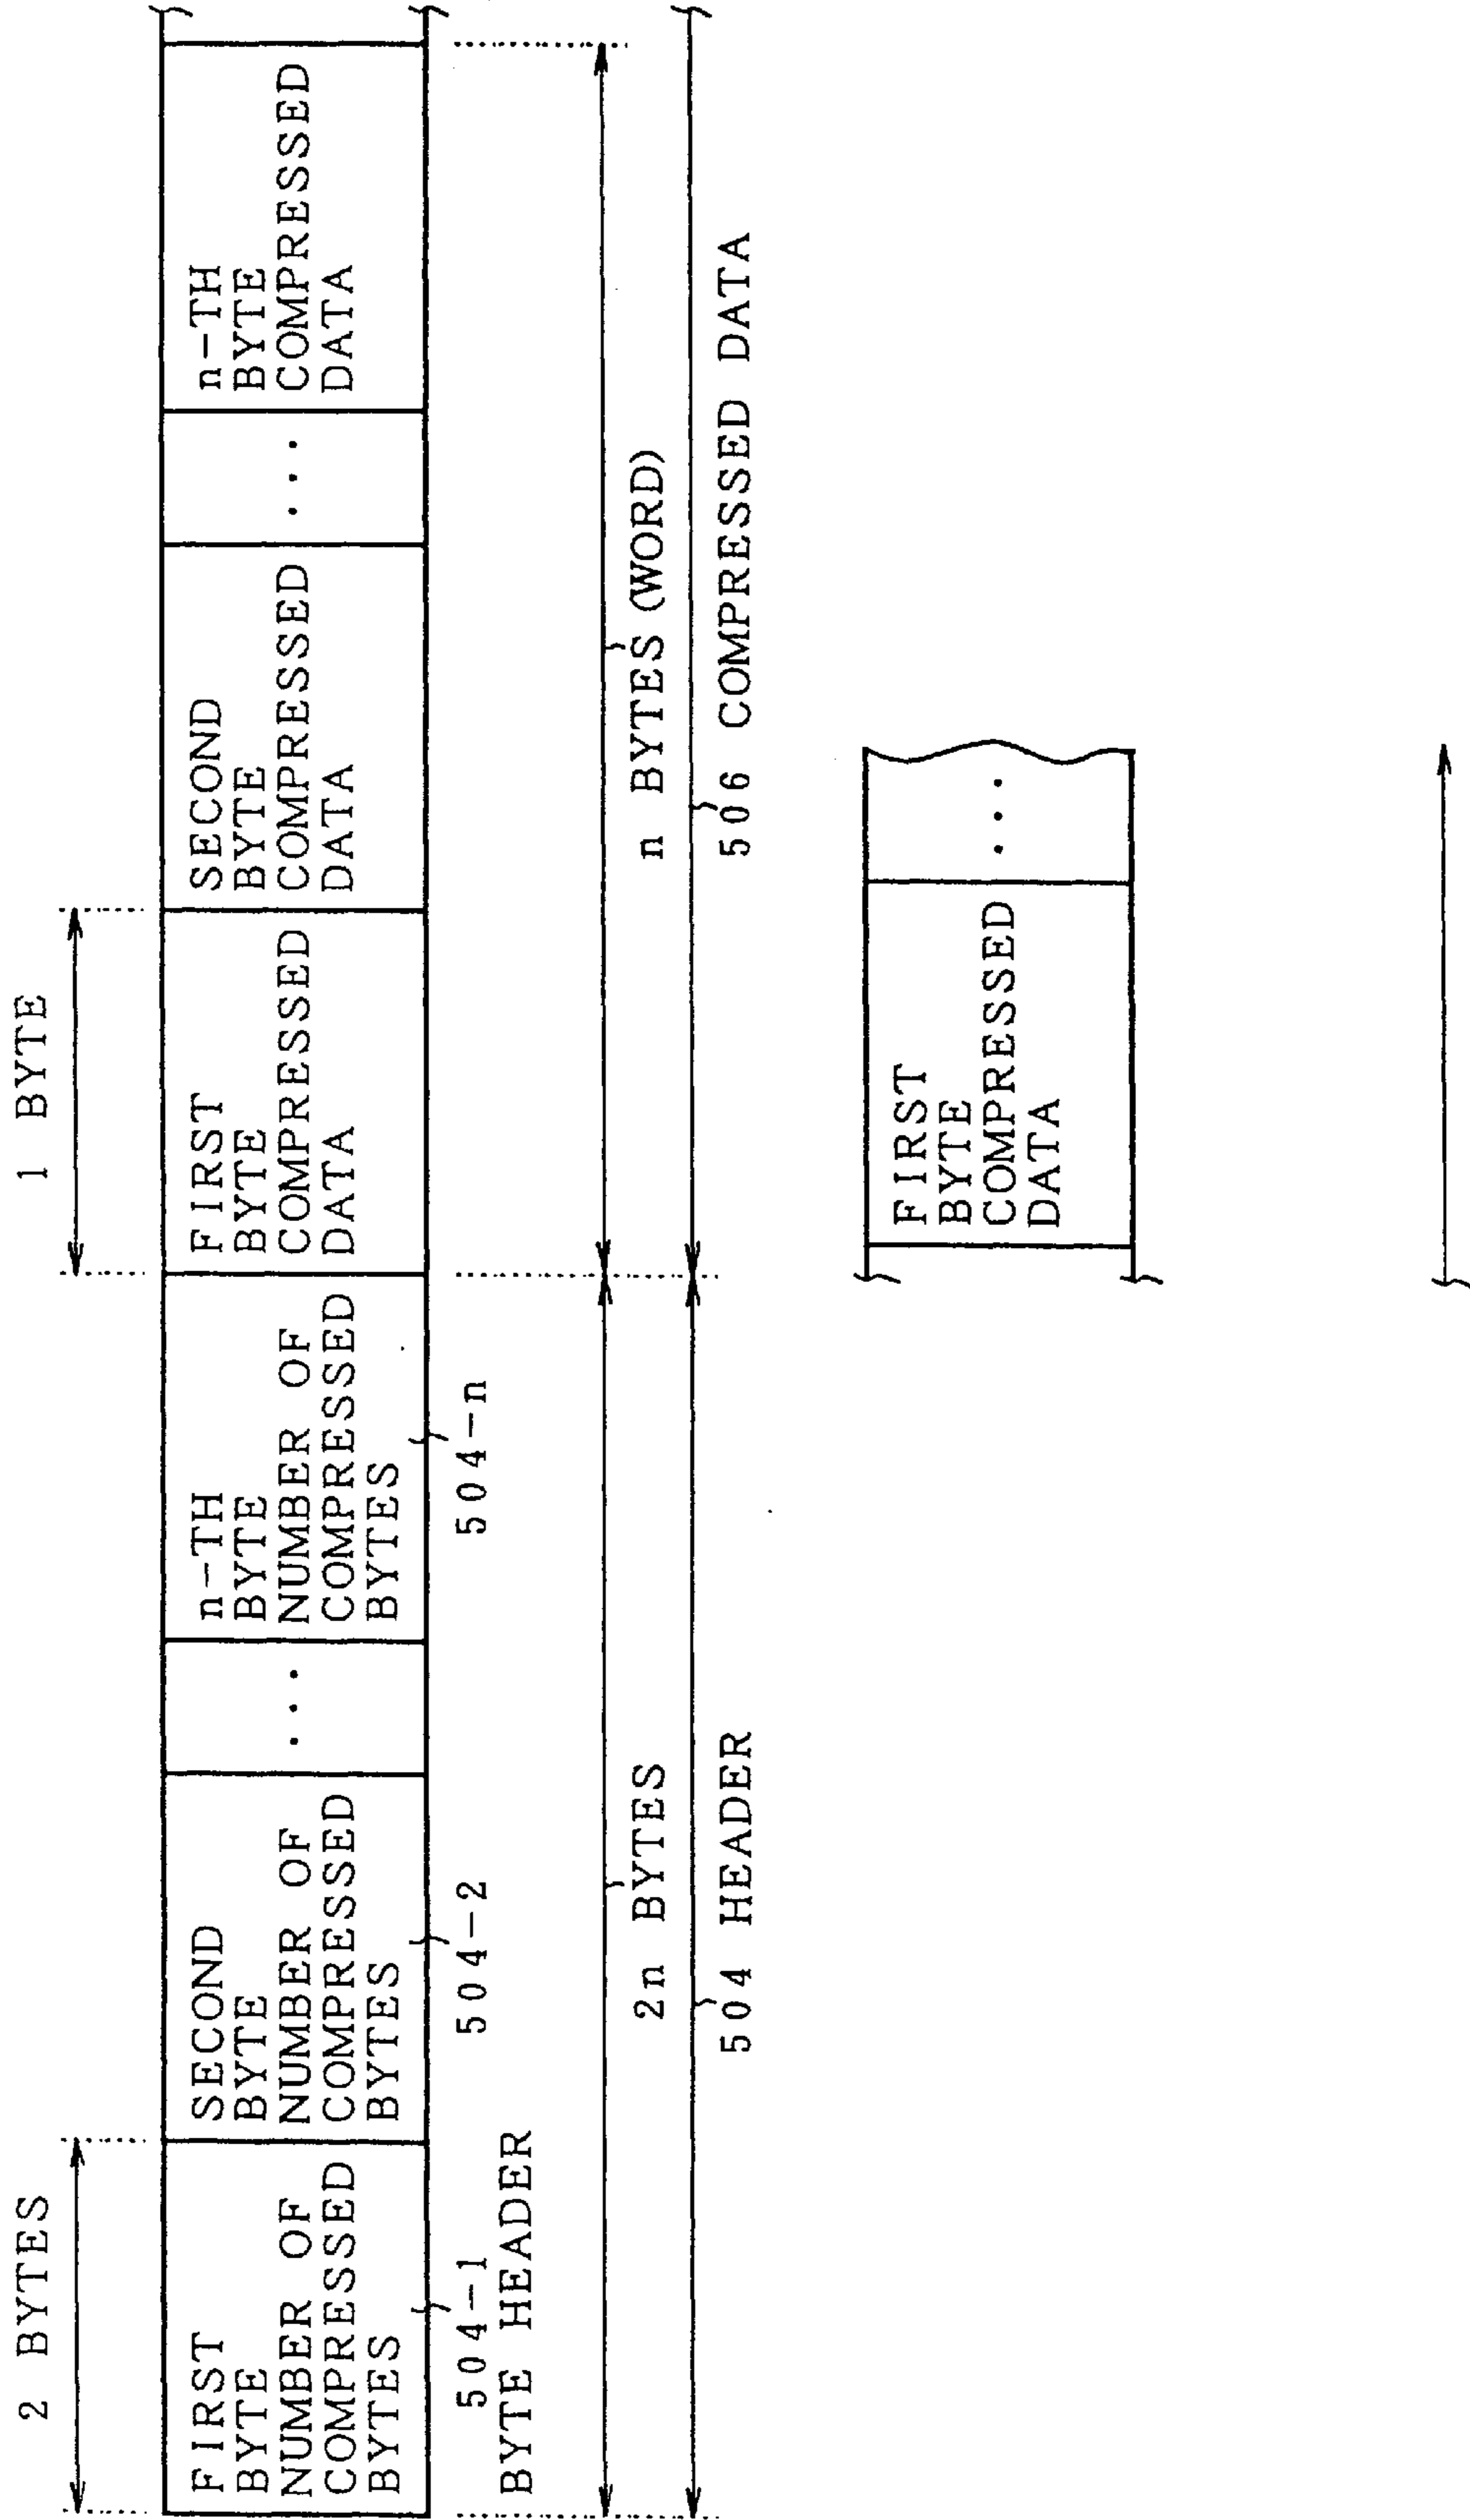 2 BYTES
1 BYTE
FIRST
BYTE
NUMBER OF
COMPRESSED
BYTES
SECOND
BYTE
NUMBER OF
COMPRESSED
BYTES
...
n-TH
BYTE
NUMBER OF
COMPRESSED
BYTES
FIRST
BYTE
COMPRESSED
DATA
SECOND
BYTE
COMPRESSED
DATA
...
n-TH
BYTE
COMPRESSED
DATA
504-1
BYTE HEADER
504-2
504-n
2n BYTES
n BYTES (WORD)
504 HEADER
506 COMPRESSED DATA
FIRST
BYTE
COMPRESSED
DATA
...